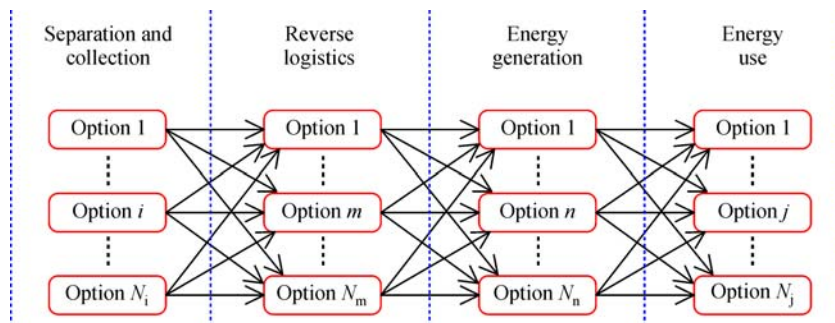 Separation and
collection
Reverse
logistics
Energy
generation
Energy
use
Option 1
Option 1
Option 1
Option 1
Option i
Option m
Option n
Option j
Option Nᵢ
Option Nₘ
Option Nₙ
Option Nⱼ